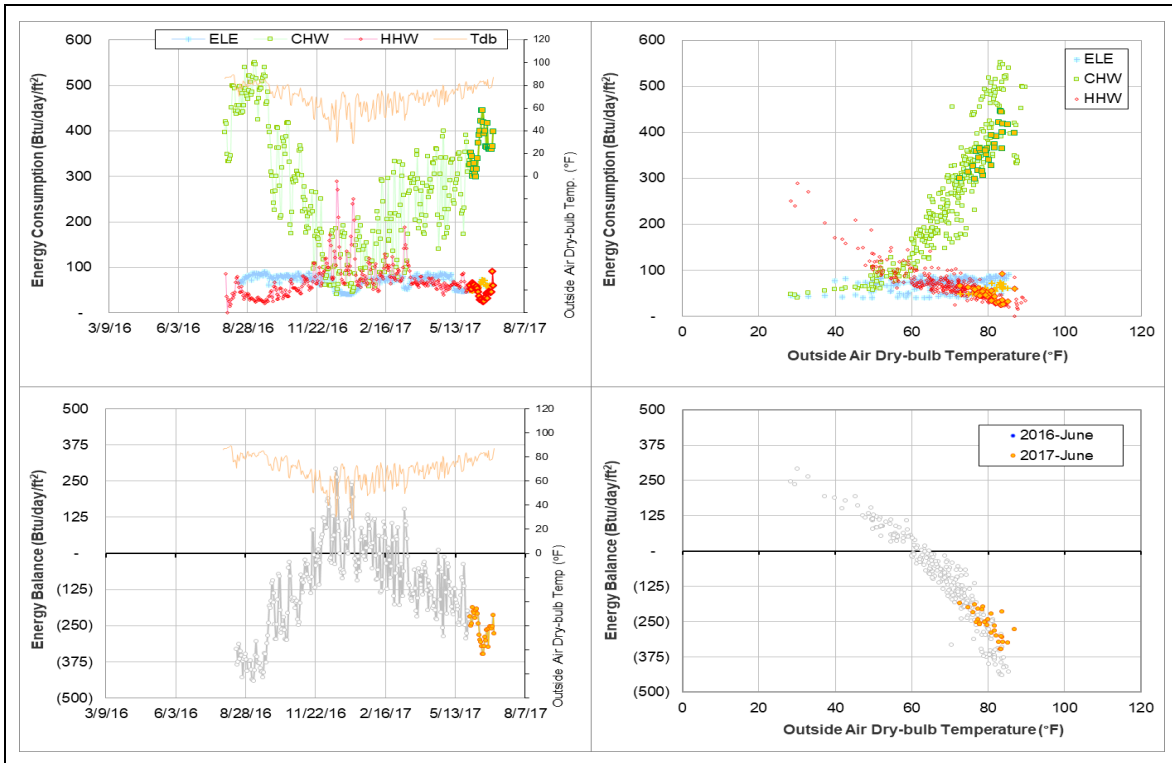 ELE CHW HHW Tdb
Energy Consumption (Btu/day/ft²)
600
500
400
300
200
100
-
120
100
80
60
40
20
0
Outside Air Dry-bulb Temp. (°F)
3/9/16 6/3/16 8/28/16 11/22/16 2/16/17 5/13/17 8/7/17
Energy Consumption (Btu/day/ft²)
600
500
400
300
200
100
-
ELE
CHW
HHW
0 20 40 60 80 100 120
Outside Air Dry-bulb Temperature (°F)
Energy Balance (Btu/day/ft²)
500
375
250
125
-
(125)
(250)
(375)
(500)
120
100
80
60
40
20
0
Outside Air Dry-bulb Temp (°F)
3/9/16 6/3/16 8/28/16 11/22/16 2/16/17 5/13/17 8/7/17
Energy Balance (Btu/day/ft²)
500
375
250
125
-
(125)
(250)
(375)
(500)
2016-June
2017-June
0 20 40 60 80 100 120
Outside Air Dry-bulb Temperature (°F)